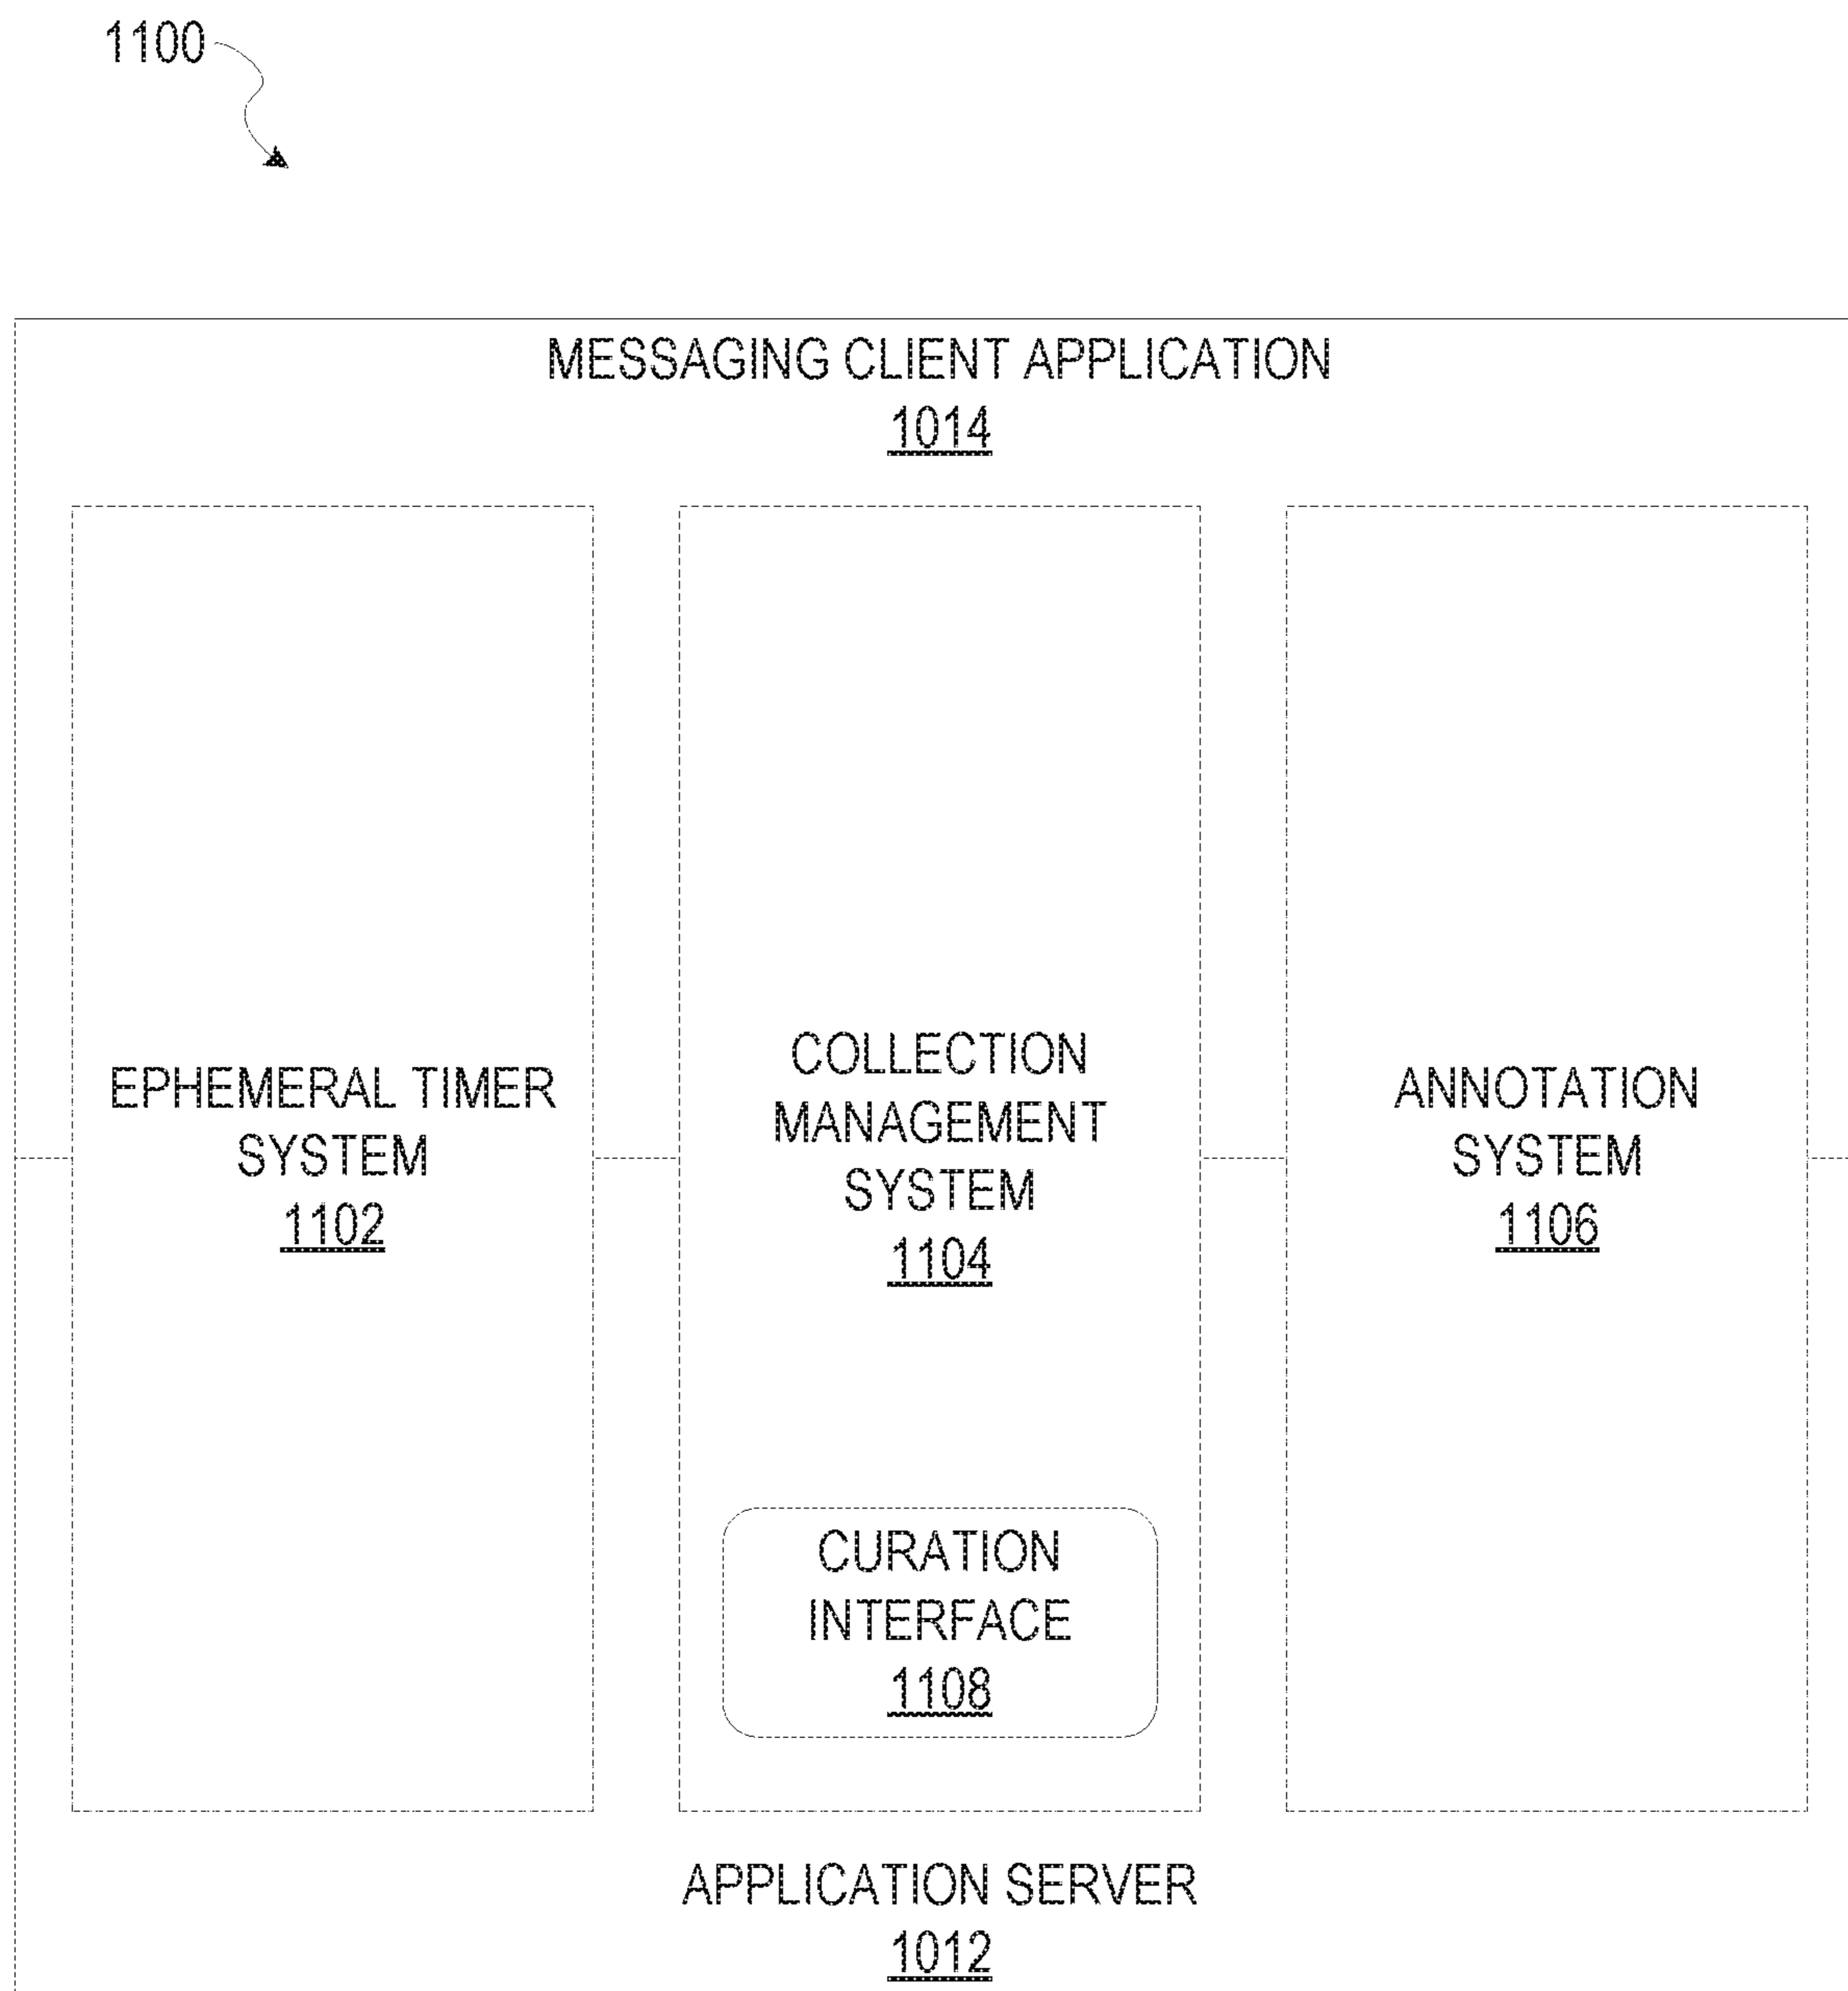 1100
MESSAGING CLIENT APPLICATION
1014
EPHEMERAL TIMER
SYSTEM
1102
COLLECTION
MANAGEMENT
SYSTEM
1104
ANNOTATION
SYSTEM
1106
CURATION
INTERFACE
1108
APPLICATION SERVER
1012